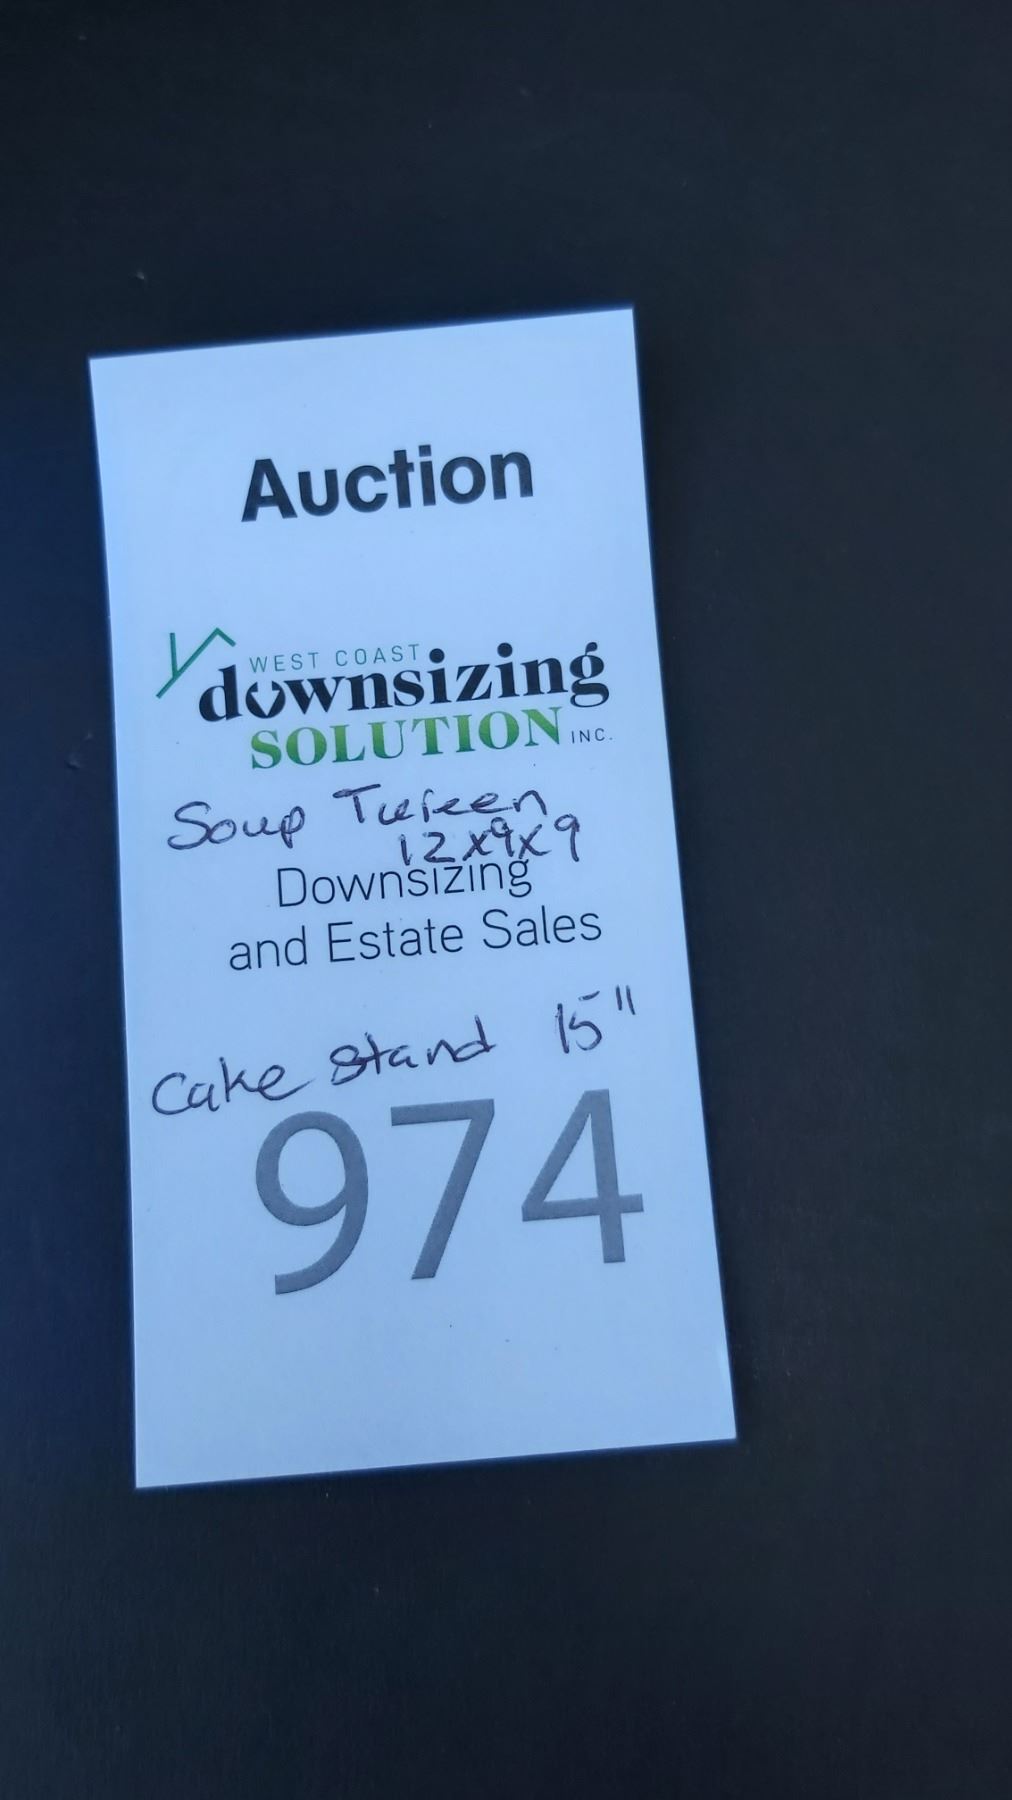 Auction
WEST COAST
downsizing
SOLUTION INC.
Soup Tureen
12x9x9
Downsizing
and Estate Sales
Cake Stand 15"
974